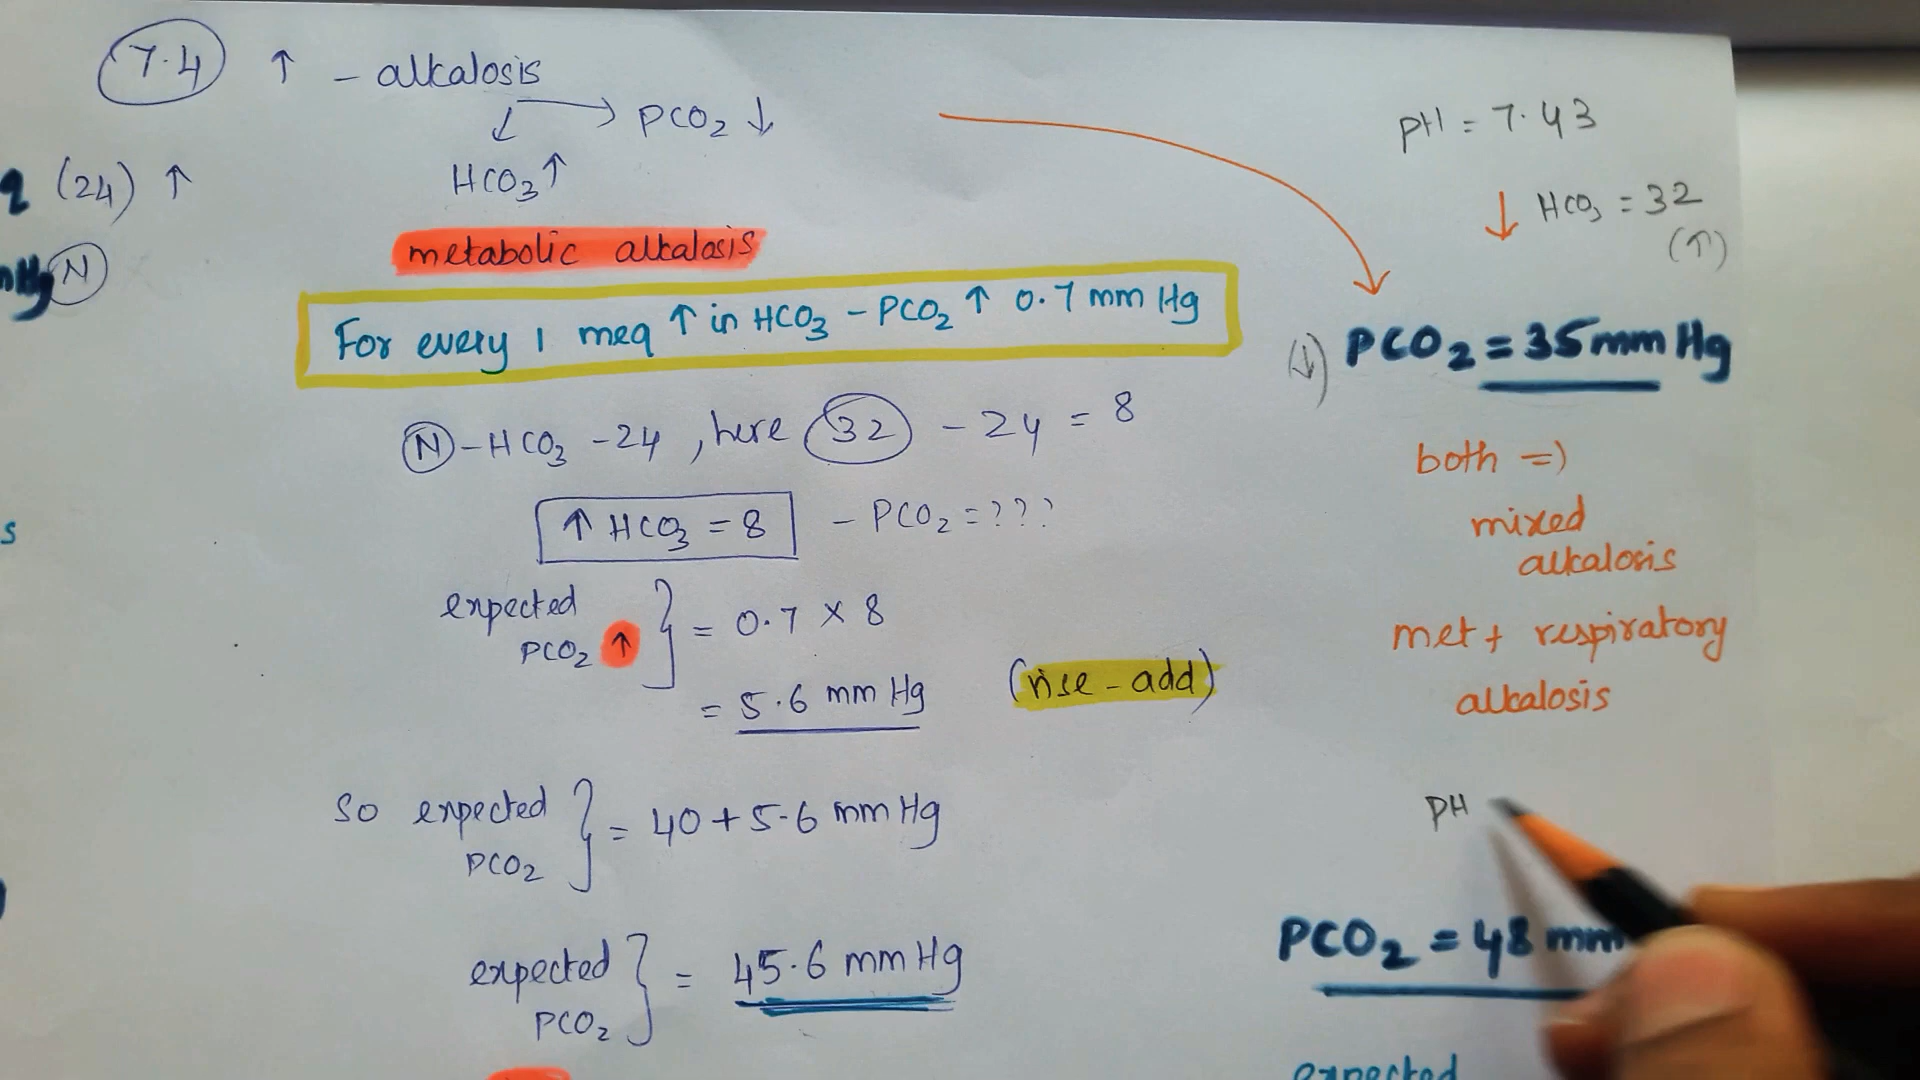 7.4 ↑ - alkalosis
↓ → PCO₂ ↓
HCO₃ ↑
(24) ↑
N
metabolic alkalosis
For every 1 meq ↑ in HCO₃ - PCO₂ ↑ 0.7 mm Hg
N - HCO₃ - 24 , here 32 - 24 = 8
↑ HCO₃ = 8 - PCO₂ = ???
expected
PCO₂ ↑ } = 0.7 × 8
= 5.6 mm Hg (rise - add)
so expected
PCO₂ } = 40 + 5.6 mm Hg
expected
PCO₂ } = 45.6 mm Hg
pH = 7.43
↓ HCO₃ = 32
(↑)
(↓) PCO₂ = 35 mm Hg
both =)
mixed
alkalosis
met + respiratory
alkalosis
PH
PCO₂ = 48 mm
expected